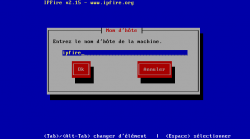 IPFire v2.15 - www.ipfire.org
Nom d'hôte
Entrez le nom d'hôte de la machine.
ipfire_
Ok
Annuler
<Tab>/<Alt-Tab> changer d'élément | <Espace> sélectionner